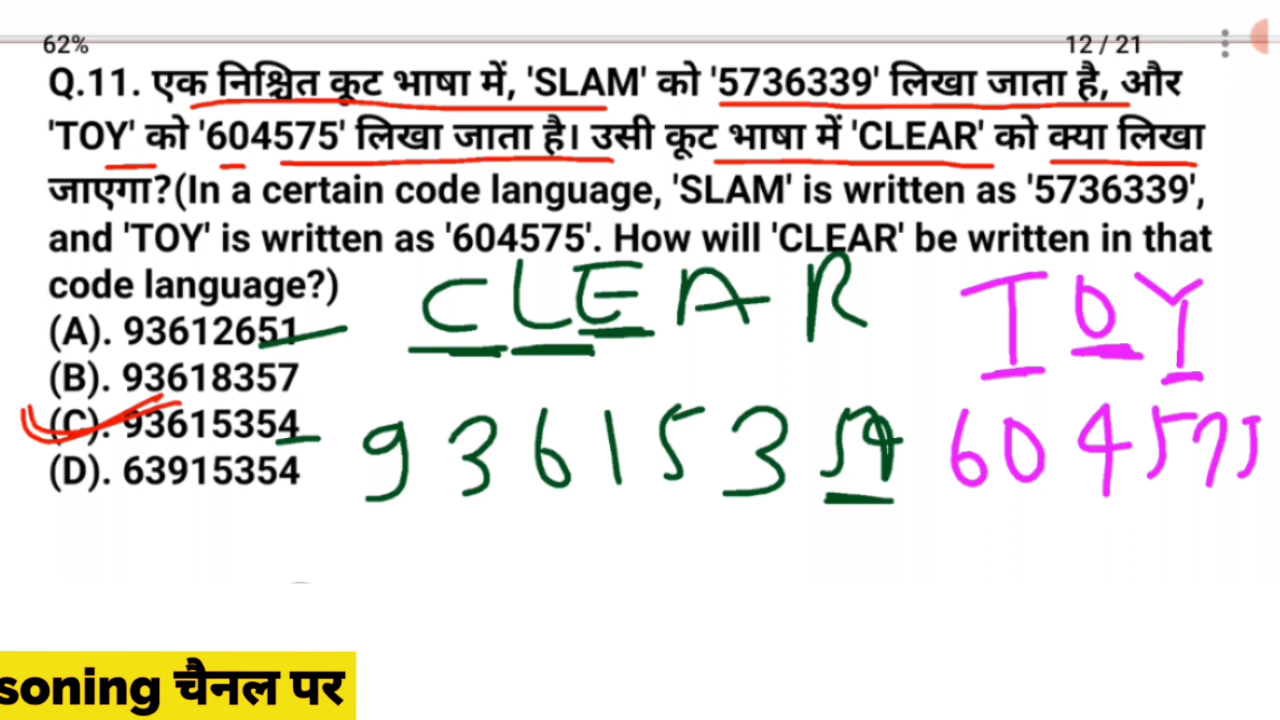 62%
12 / 21
Q.11. एक निश्चित कूट भाषा में, 'SLAM' को '5736339' लिखा जाता है, और
'TOY' को '604575' लिखा जाता है। उसी कूट भाषा में 'CLEAR' को क्या लिखा
जाएगा?(In a certain code language, 'SLAM' is written as '5736339',
and 'TOY' is written as '604575'. How will 'CLEAR' be written in that
code language?)
CLEAR
TOY
(A). 93612651
(B). 93618357
(C). 93615354
(D). 63915354
93615354
604575
soning चैनल पर